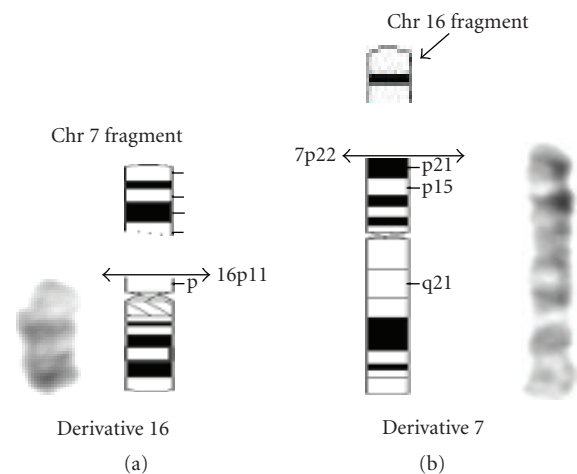 Chr 16 fragment
Chr 7 fragment
7p22
p21
p15
16p11
p
q21
Derivative 16
Derivative 7
(a)
(b)